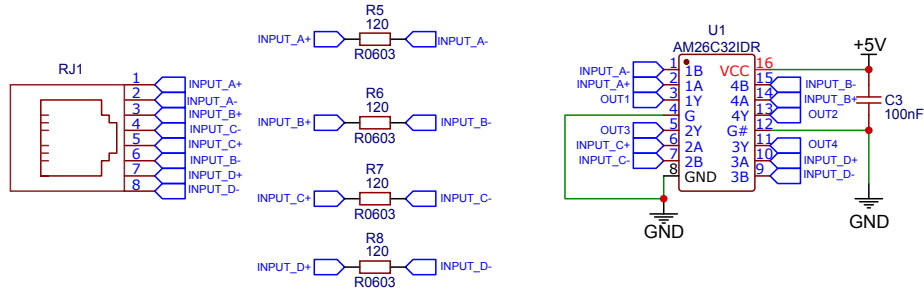 RJ1
1 INPUT_A+
2 INPUT_A-
3 INPUT_B+
4 INPUT_C-
5 INPUT_C+
6 INPUT_B-
7 INPUT_D+
8 INPUT_D-
R5
120
INPUT_A+ INPUT_A-
R0603
R6
120
INPUT_B+ INPUT_B-
R0603
R7
120
INPUT_C+ INPUT_C-
R0603
R8
120
INPUT_D+ INPUT_D-
R0603
U1
AM26C32IDR
INPUT_A- 1 1B VCC 16
INPUT_A+ 2 1A 4B 15 INPUT_B-
OUT1 3 1Y 4A 14 INPUT_B+
4 G 4Y 13 OUT2
OUT3 5 2Y G# 12
INPUT_C+ 6 2A 3Y 11 OUT4
INPUT_C- 7 2B 3A 10 INPUT_D+
8 GND 3B 9 INPUT_D-
GND
+5V
C3
100nF
GND